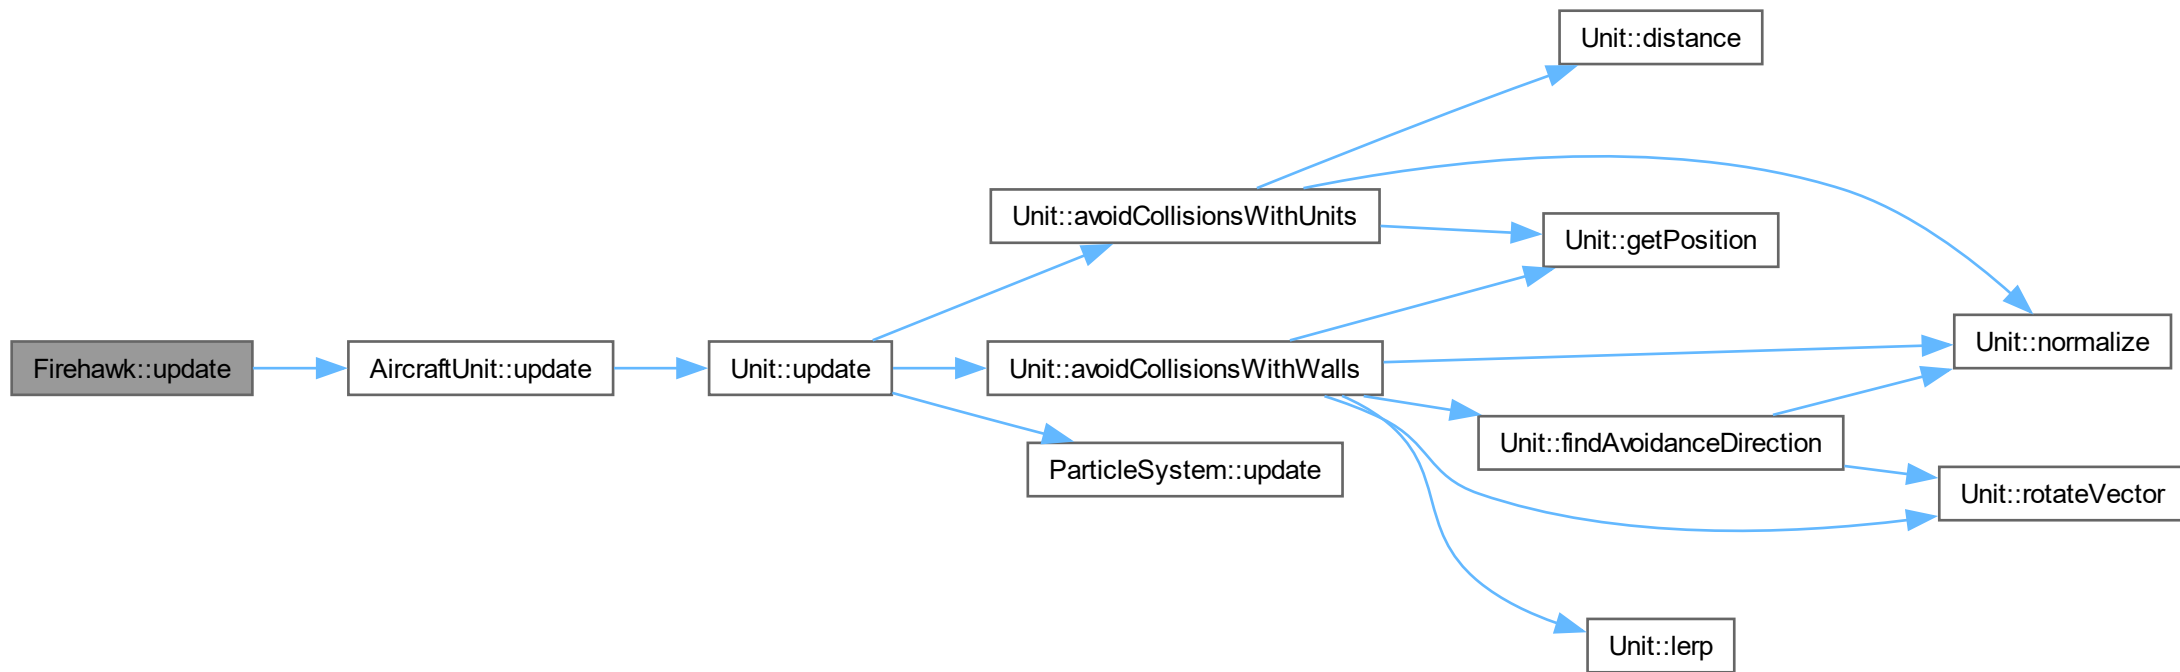 Unit::distance
Unit::avoidCollisionsWithUnits
Unit::getPosition
Unit::normalize
Firehawk::update
AircraftUnit::update
Unit::update
Unit::avoidCollisionsWithWalls
Unit::findAvoidanceDirection
ParticleSystem::update
Unit::rotateVector
Unit::lerp